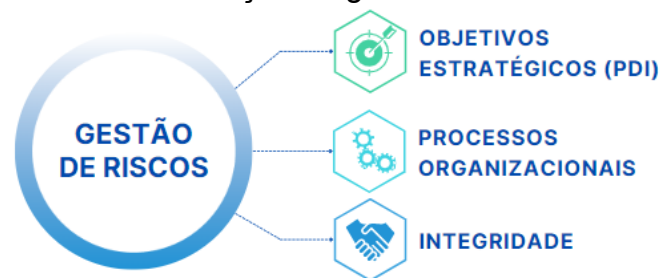 GESTÃO
DE RISCOS
OBJETIVOS
ESTRATÉGICOS (PDI)
PROCESSOS
ORGANIZACIONAIS
INTEGRIDADE